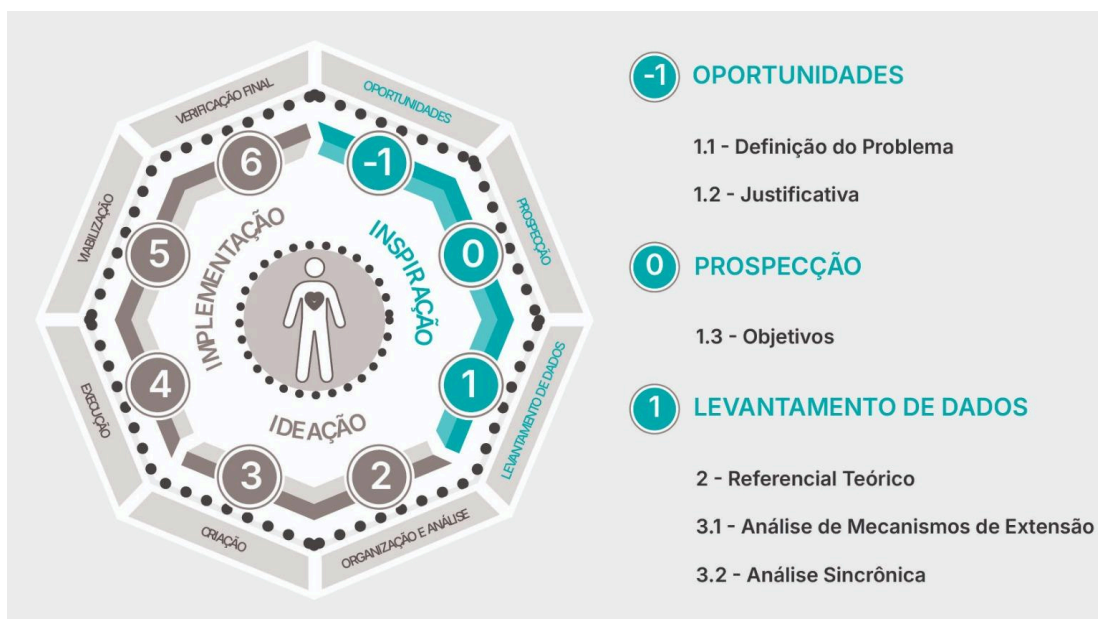 VERIFICAÇÃO FINAL
OPORTUNIDADES
PROSPECÇÃO
LEVANTAMENTO DE DADOS
ORGANIZAÇÃO E ANÁLISE
CRIAÇÃO
EXECUÇÃO
VIABILIZAÇÃO
6
-1
0
1
2
3
4
5
INSPIRAÇÃO
IDEAÇÃO
IMPLEMENTAÇÃO
-1 OPORTUNIDADES
1.1 - Definição do Problema
1.2 - Justificativa
0 PROSPECÇÃO
1.3 - Objetivos
1 LEVANTAMENTO DE DADOS
2 - Referencial Teórico
3.1 - Análise de Mecanismos de Extensão
3.2 - Análise Sincrônica